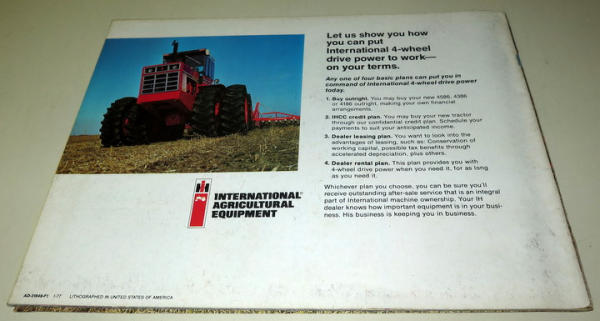 Let us show you how
you can put
International 4-wheel
drive power to work—
on your terms.
Any one of four basic plans can put you in
command of International 4-wheel-drive power
today.
1. Buy outright. You may buy your new 4586, 4386
or 4186 outright, making your own financial
arrangements.
2. IHCC credit plan. You may buy your new tractor
through our confidential credit plan. Schedule your
payments to suit your anticipated income.
3. Dealer leasing plan. You want to look into the
advantages of leasing, such as: Conservation of
working capital, possible tax benefits through
accelerated depreciation, plus others.
4. Dealer rental plan. This plan provides you with
4-wheel drive power when you need it, for as long
as you need it.
Whichever plan you choose, you can be sure you'll
receive outstanding after-sale service that is an integral
part of International machine ownership. Your IH
dealer knows how important equipment is in your busi-
ness. His business is keeping you in business.
INTERNATIONAL®
AGRICULTURAL
EQUIPMENT
1-77 LITHOGRAPHED IN UNITED STATES OF AMERICA